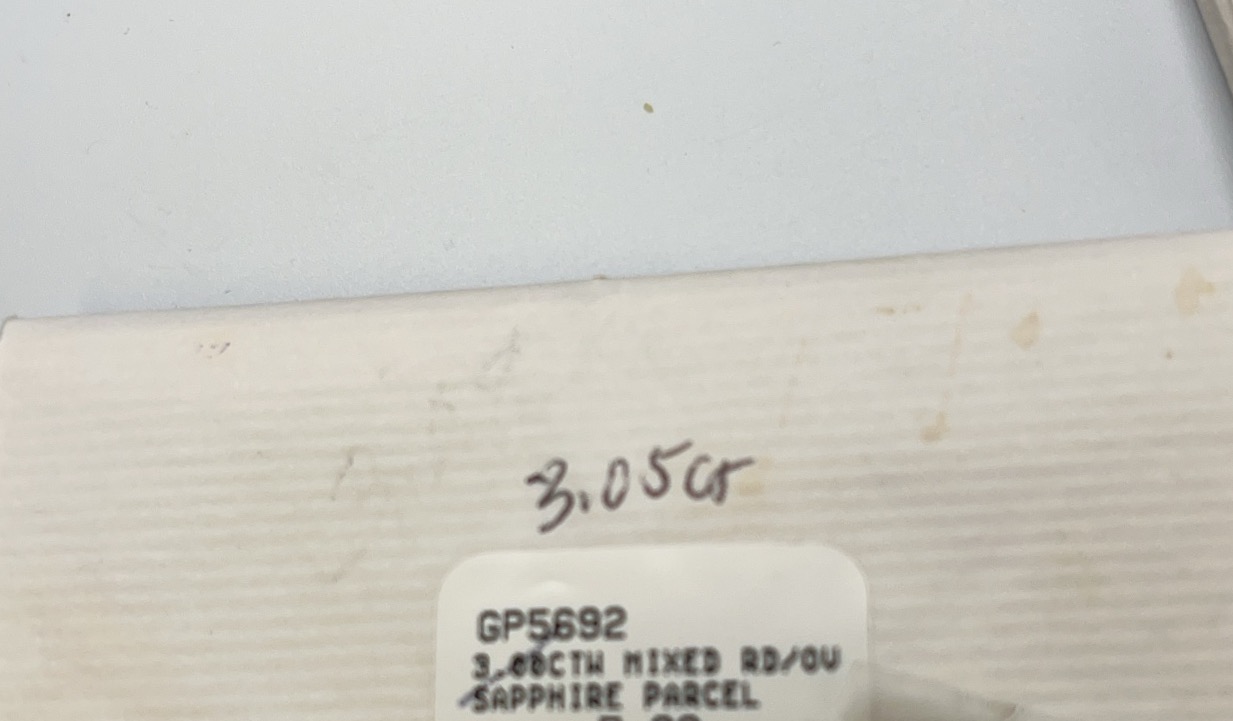 3.05ct
GP5692
3.00CTW MIXED RD/OV
SAPPHIRE PARCEL